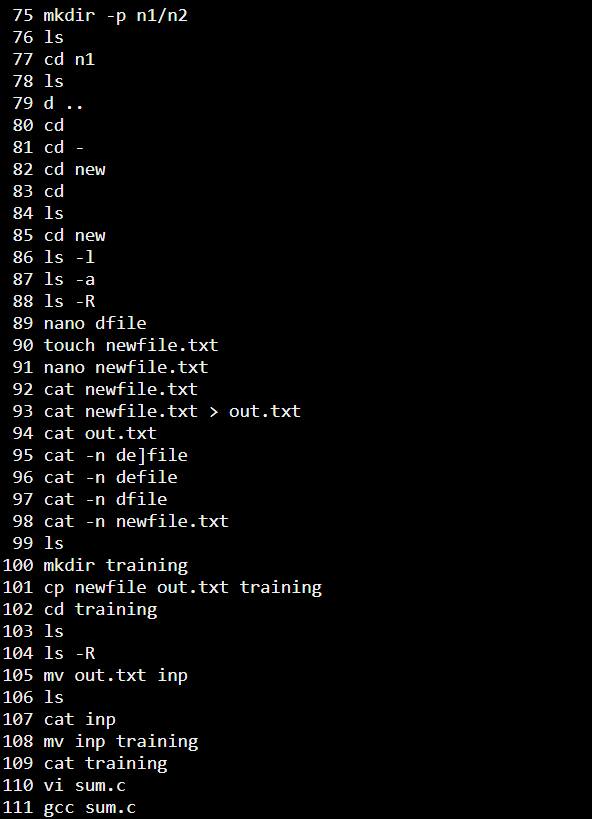 75 mkdir -p n1/n2
76 ls
77 cd n1
78 ls
79 d ..
80 cd
81 cd -
82 cd new
83 cd
84 ls
85 cd new
86 ls -l
87 ls -a
88 ls -R
89 nano dfile
90 touch newfile.txt
91 nano newfile.txt
92 cat newfile.txt
93 cat newfile.txt > out.txt
94 cat out.txt
95 cat -n de]file
96 cat -n defile
97 cat -n dfile
98 cat -n newfile.txt
99 ls
100 mkdir training
101 cp newfile out.txt training
102 cd training
103 ls
104 ls -R
105 mv out.txt inp
106 ls
107 cat inp
108 mv inp training
109 cat training
110 vi sum.c
111 gcc sum.c